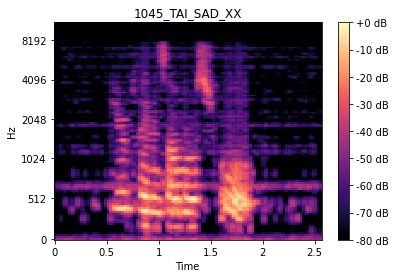 1045_TAI_SAD_XX
Hz
8192
4096
2048
1024
512
0
0
0.5
1
1.5
2
2.5
Time
+0 dB
-10 dB
-20 dB
-30 dB
-40 dB
-50 dB
-60 dB
-70 dB
-80 dB